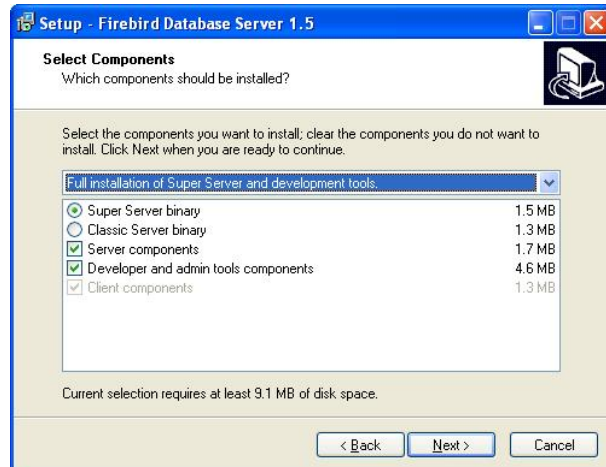 Setup - Firebird Database Server 1.5
Select Components
Which components should be installed?
Select the components you want to install; clear the components you do not want to
install. Click Next when you are ready to continue.
Full installation of Super Server and development tools.
Super Server binary 1.5 MB
Classic Server binary 1.3 MB
Server components 1.7 MB
Developer and admin tools components 4.6 MB
Client components 1.3 MB
Current selection requires at least 9.1 MB of disk space.
< Back Next > Cancel